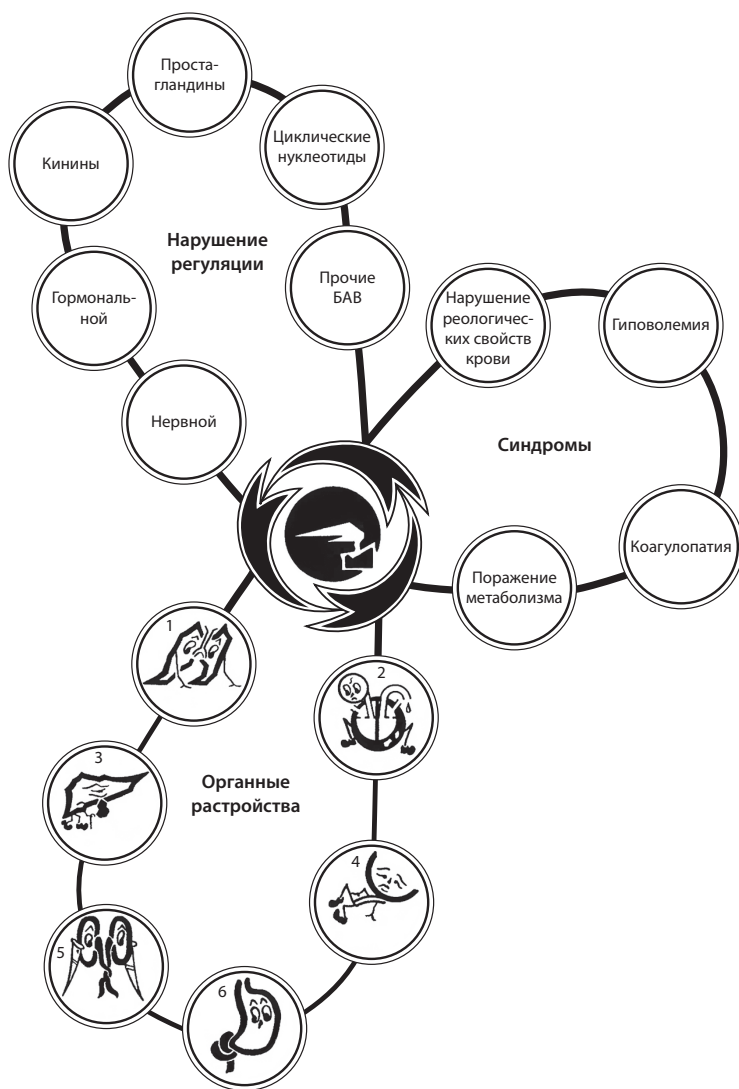 Проста-
гландины
Циклические
нуклеотиды
Кинины
Нарушение
регуляции
Прочие
БАВ
Гормональ-
ной
Нервной
Нарушение
реологичес-
ких свойств
крови
Гиповолемия
Синдромы
Коагулопатия
Поражение
метаболизма
1
2
3
Органные
растройства
4
5
6